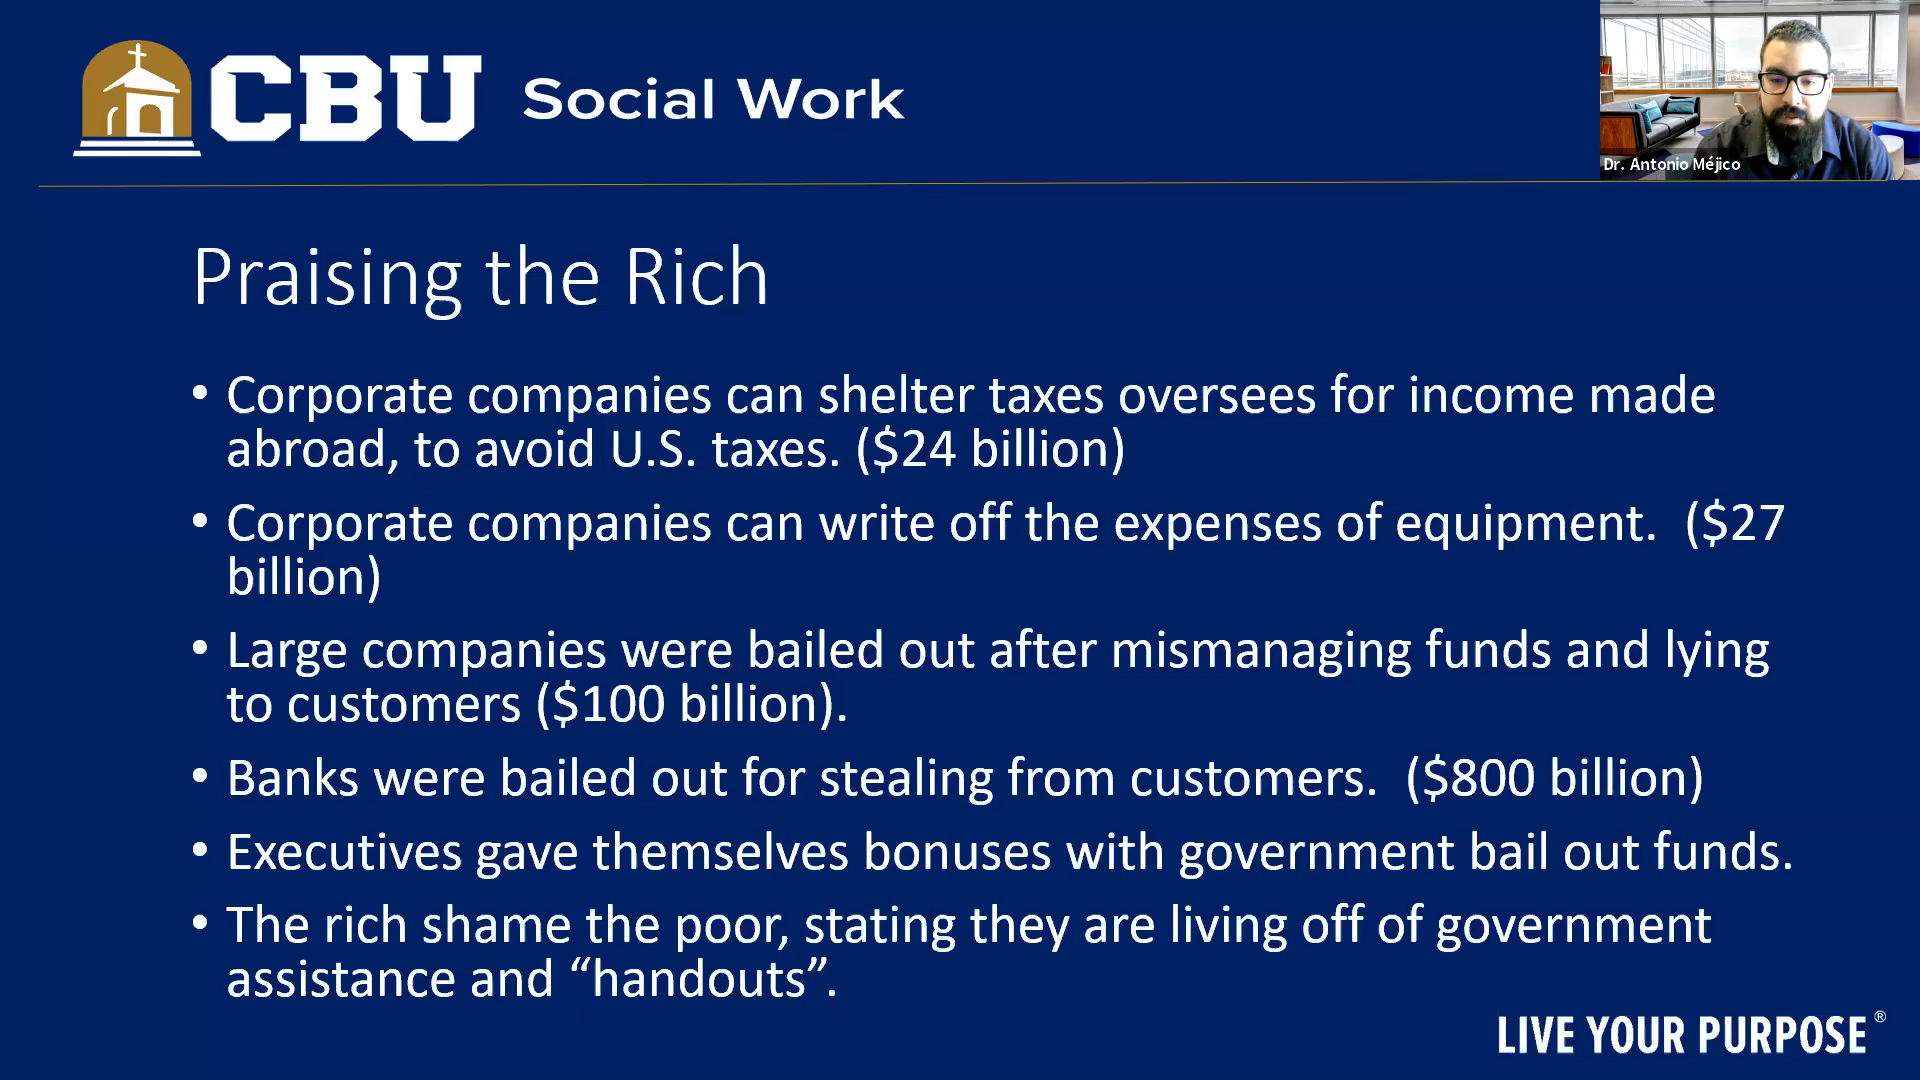 CBU Social Work
Dr. Antonio Méjico
Praising the Rich
• Corporate companies can shelter taxes oversees for income made
abroad, to avoid U.S. taxes. ($24 billion)
• Corporate companies can write off the expenses of equipment.  ($27
billion)
• Large companies were bailed out after mismanaging funds and lying
to customers ($100 billion).
• Banks were bailed out for stealing from customers.  ($800 billion)
• Executives gave themselves bonuses with government bail out funds.
• The rich shame the poor, stating they are living off of government
assistance and “handouts”.
LIVE YOUR PURPOSE®